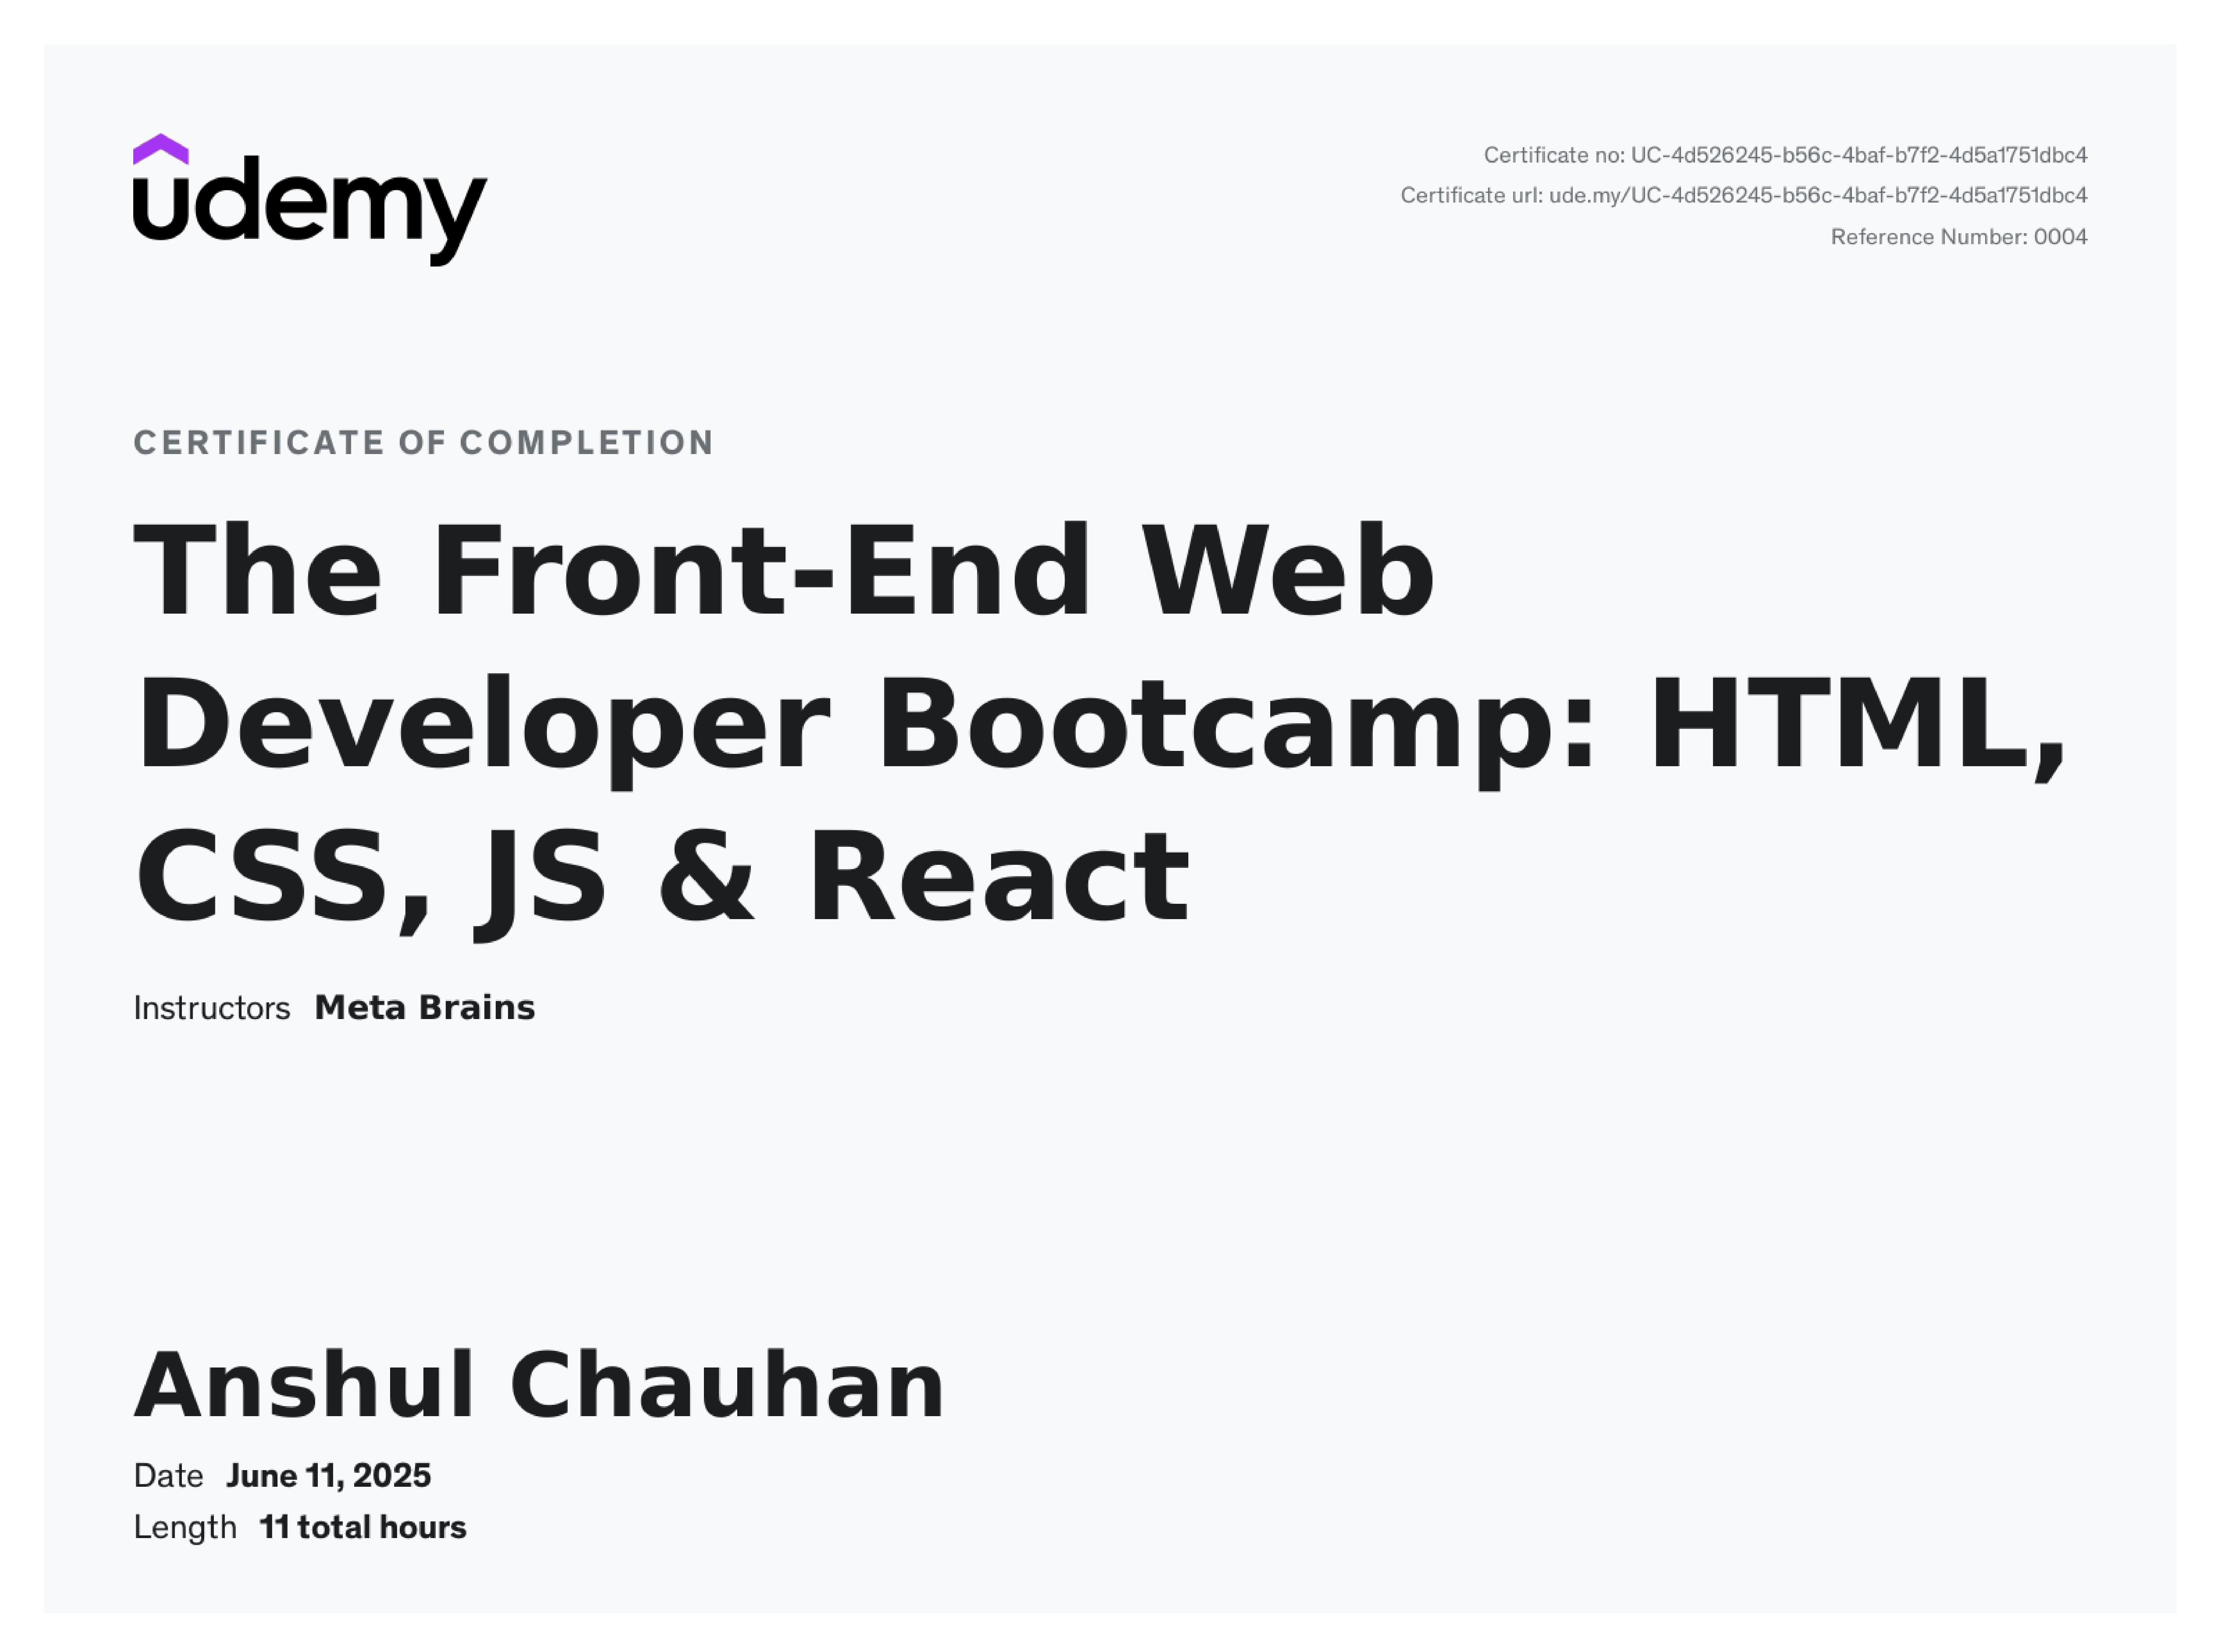 udemy
Certificate no: UC-4d526245-b56c-4baf-b7f2-4d5a1751dbc4
Certificate url: ude.my/UC-4d526245-b56c-4baf-b7f2-4d5a1751dbc4
Reference Number: 0004
CERTIFICATE OF COMPLETION
The Front-End Web
Developer Bootcamp: HTML,
CSS, JS & React
Instructors Meta Brains
Anshul Chauhan
Date June 11, 2025
Length 11 total hours